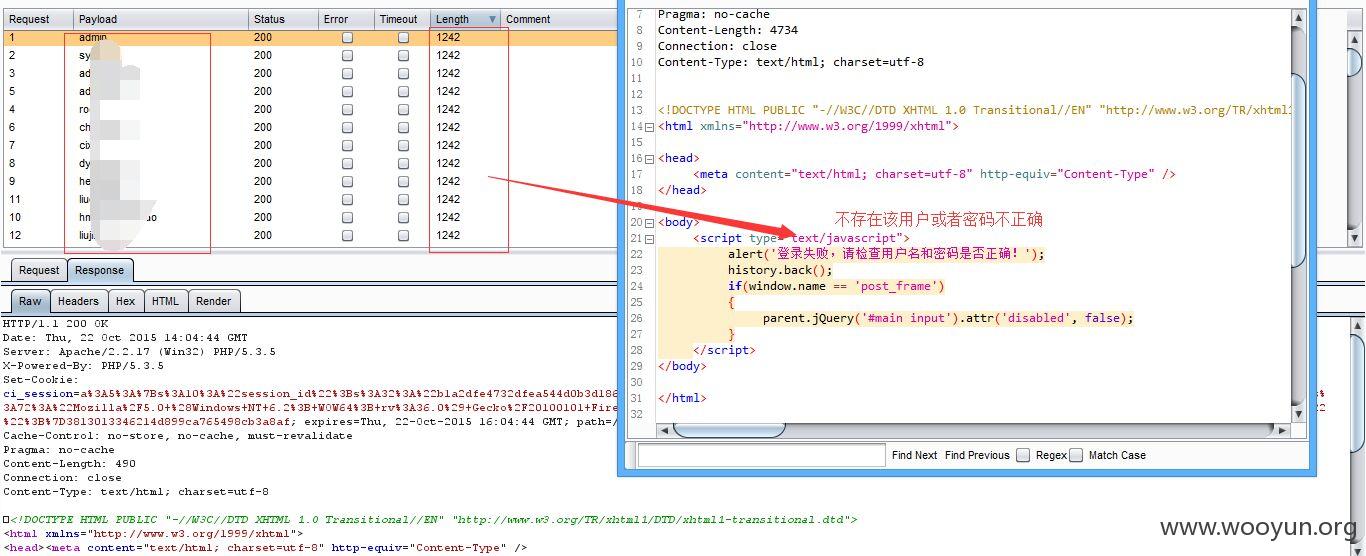 Request Payload Status Error Timeout Length Comment
1 admin 200 1242
2 sy 200 1242
3 ad 200 1242
5 ad 200 1242
4 ro 200 1242
6 ch 200 1242
7 cix 200 1242
8 dy 200 1242
9 he 200 1242
11 liu 200 1242
10 hm ao 200 1242
12 liuji 200 1242
Request Response
Raw Headers Hex HTML Render
HTTP/1.1 200 OK
Date: Thu, 22 Oct 2015 14:04:44 GMT
Server: Apache/2.2.17 (Win32) PHP/5.3.5
X-Powered-By: PHP/5.3.5
Set-Cookie:
ci_session=a%3A5%3A%7Bs%3A10%3A%22session_id%22%3Bs%3A32%3A%22b1a2dfe4732dfea544d0b3d186
3A72%3A%22Mozilla%2F5.0+%28Windows+NT+6.2%3B+WOW64%3B+rv%3A36.0%29+Gecko%2F20100101+Fire
%22%3B%7D3813013346214d899ca765498cb3a8af; expires=Thu, 22-Oct-2015 16:04:44 GMT; path=/
Cache-Control: no-store, no-cache, must-revalidate
Pragma: no-cache
Content-Length: 490
Connection: close
Content-Type: text/html; charset=utf-8
<!DOCTYPE HTML PUBLIC "-//W3C//DTD XHTML 1.0 Transitional//EN" "http://www.w3.org/TR/xhtml1/DTD/xhtml1-transitional.dtd">
<html xmlns="http://www.w3.org/1999/xhtml">
<head><meta content="text/html; charset=utf-8" http-equiv="Content-Type" />
7 Pragma: no-cache
8 Content-Length: 4734
9 Connection: close
10 Content-Type: text/html; charset=utf-8
11
12
13 <!DOCTYPE HTML PUBLIC "-//W3C//DTD XHTML 1.0 Transitional//EN" "http://www.w3.org/TR/xhtml1
14 <html xmlns="http://www.w3.org/1999/xhtml">
15
16 <head>
17 <meta content="text/html; charset=utf-8" http-equiv="Content-Type" />
18 </head>
19
不存在该用户或者密码不正确
20 <body>
21 <script type="text/javascript">
22 alert('登录失败，请检查用户名和密码是否正确！');
23 history.back();
24 if(window.name == 'post_frame')
25 {
26 parent.jQuery('#main input').attr('disabled', false);
27 }
28 </script>
29 </body>
30
31 </html>
32
Find Next Find Previous Regex Match Case
www.wooyun.org